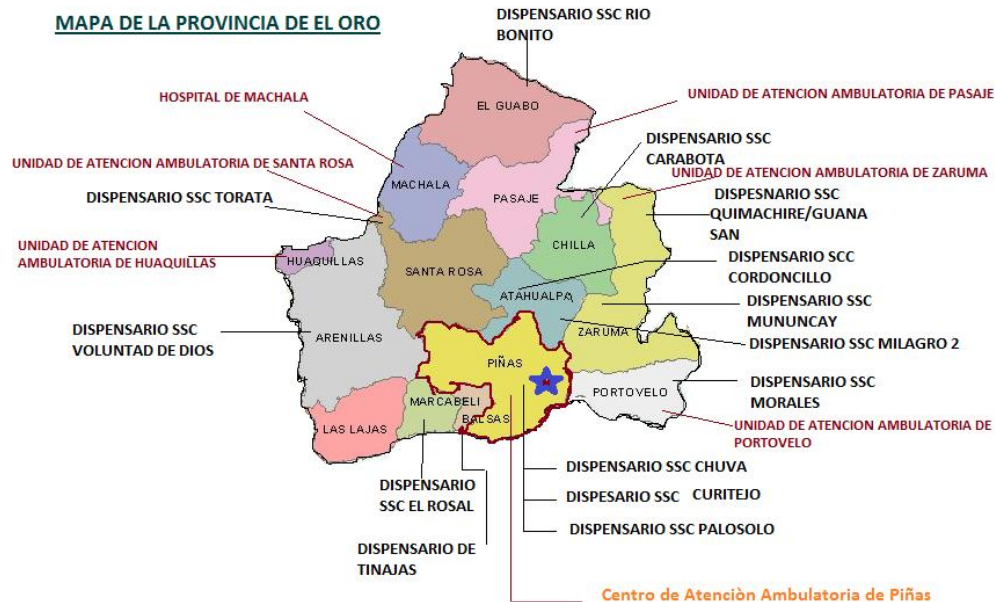 MAPA DE LA PROVINCIA DE EL ORO
DISPENSARIO SSC RIO
BONITO
HOSPITAL DE MACHALA
UNIDAD DE ATENCION AMBULATORIA DE PASAJE
EL GUABO
DISPENSARIO SSC
CARABOTA
UNIDAD DE ATENCION AMBULATORIA DE SANTA ROSA
UNIDAD DE ATENCION AMBULATORIA DE ZARUMA
MACHALA
PASAJE
DISPENSARIO SSC TORATA
DISPESNARIO SSC
QUIMACHIRE/GUANA
SAN
UNIDAD DE ATENCION
AMBULATORIA DE HUAQUILLAS
HUAQUILLAS
SANTA ROSA
CHILLA
DISPENSARIO SCC
CORDONCILLO
ATAHUALPA
DISPENSARIO SSC
MUNUNCAY
DISPENSARIO SSC
VOLUNTAD DE DIOS
ARENILLAS
ZARUMA
DISPENSARIO SSC MILAGRO 2
PIÑAS
PORTOVELO
DISPENSARIO SSC
MORALES
MARCABELI
BALSAS
LAS LAJAS
UNIDAD DE ATENCION AMBULATORIA DE
PORTOVELO
DISPENSARIO SSC CHUVA
DISPENSARIO
SSC EL ROSAL
DISPESARIO SSC CURITEJO
DISPENSARIO SSC PALOSOLO
DISPENSARIO DE
TINAJAS
Centro de Atenciòn Ambulatoria de Piñas